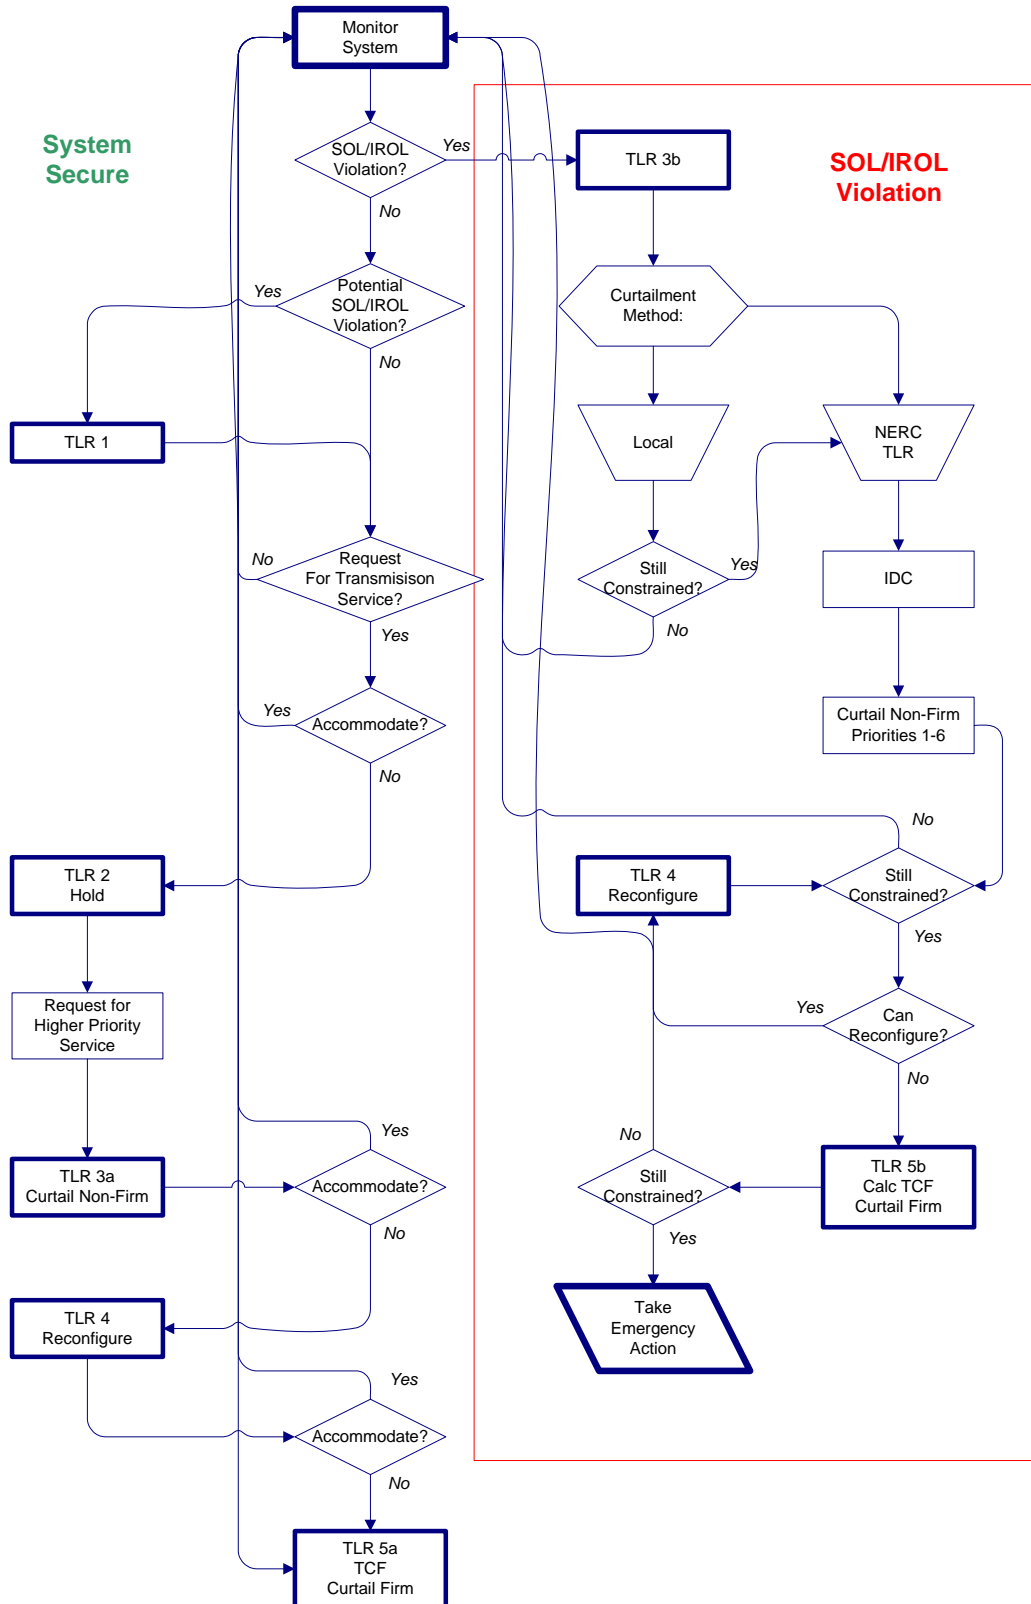 Monitor
System
System
Secure
SOL/IROL
Violation?
Yes
No
TLR 3b
SOL/IROL
Violation
Potential
SOL/IROL
Violation?
Yes
No
Curtailment
Method:
TLR 1
Local
NERC
TLR
Request
For Transmisison
Service?
No
Yes
Still
Constrained?
Yes
No
IDC
Accommodate?
Yes
No
Curtail Non-Firm
Priorities 1-6
TLR 2
Hold
TLR 4
Reconfigure
No
Still
Constrained?
Yes
Request for
Higher Priority
Service
Yes
Can
Reconfigure?
No
TLR 3a
Curtail Non-Firm
Yes
Accommodate?
No
No
Still
Constrained?
Yes
TLR 5b
Calc TCF
Curtail Firm
TLR 4
Reconfigure
Take
Emergency
Action
Yes
Accommodate?
No
TLR 5a
TCF
Curtail Firm